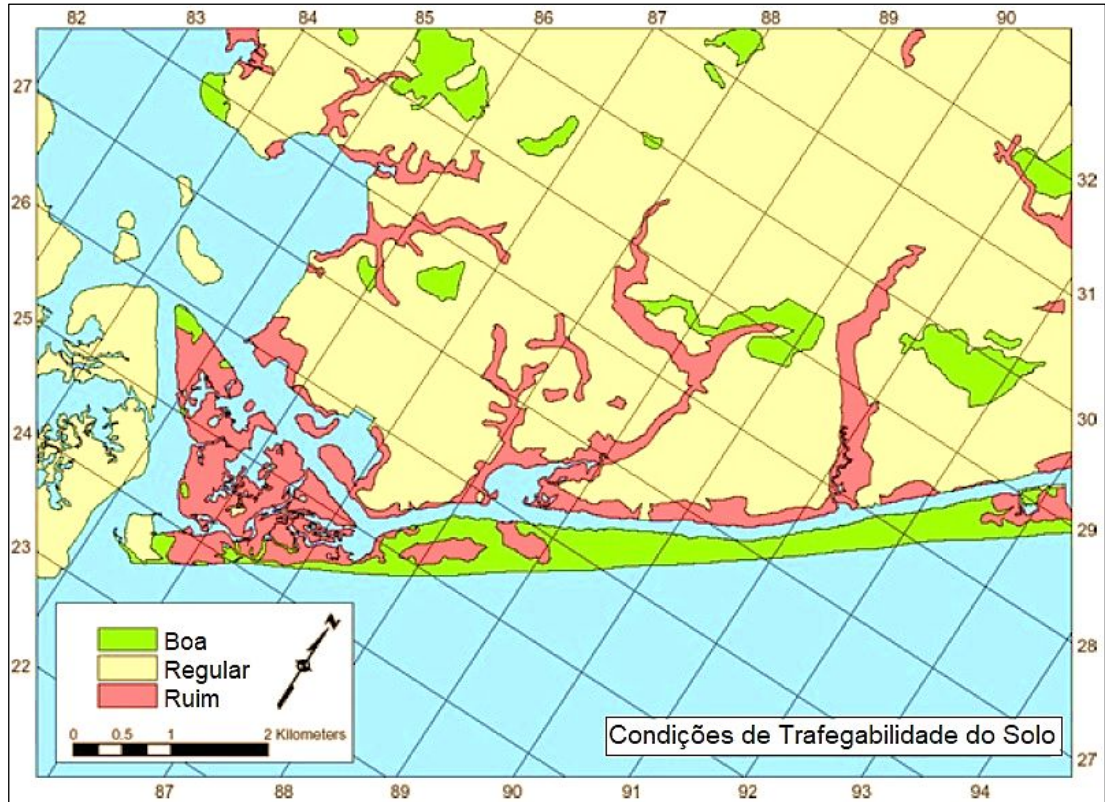 82 83 84 85 86 87 88 89 90
27
26
25
24
23
22
32
31
30
29
28
27
Boa
Regular
Ruim
N
0 0.5 1 2 Kilometers
Condições de Trafegabilidade do Solo
87 88 89 90 91 92 93 94